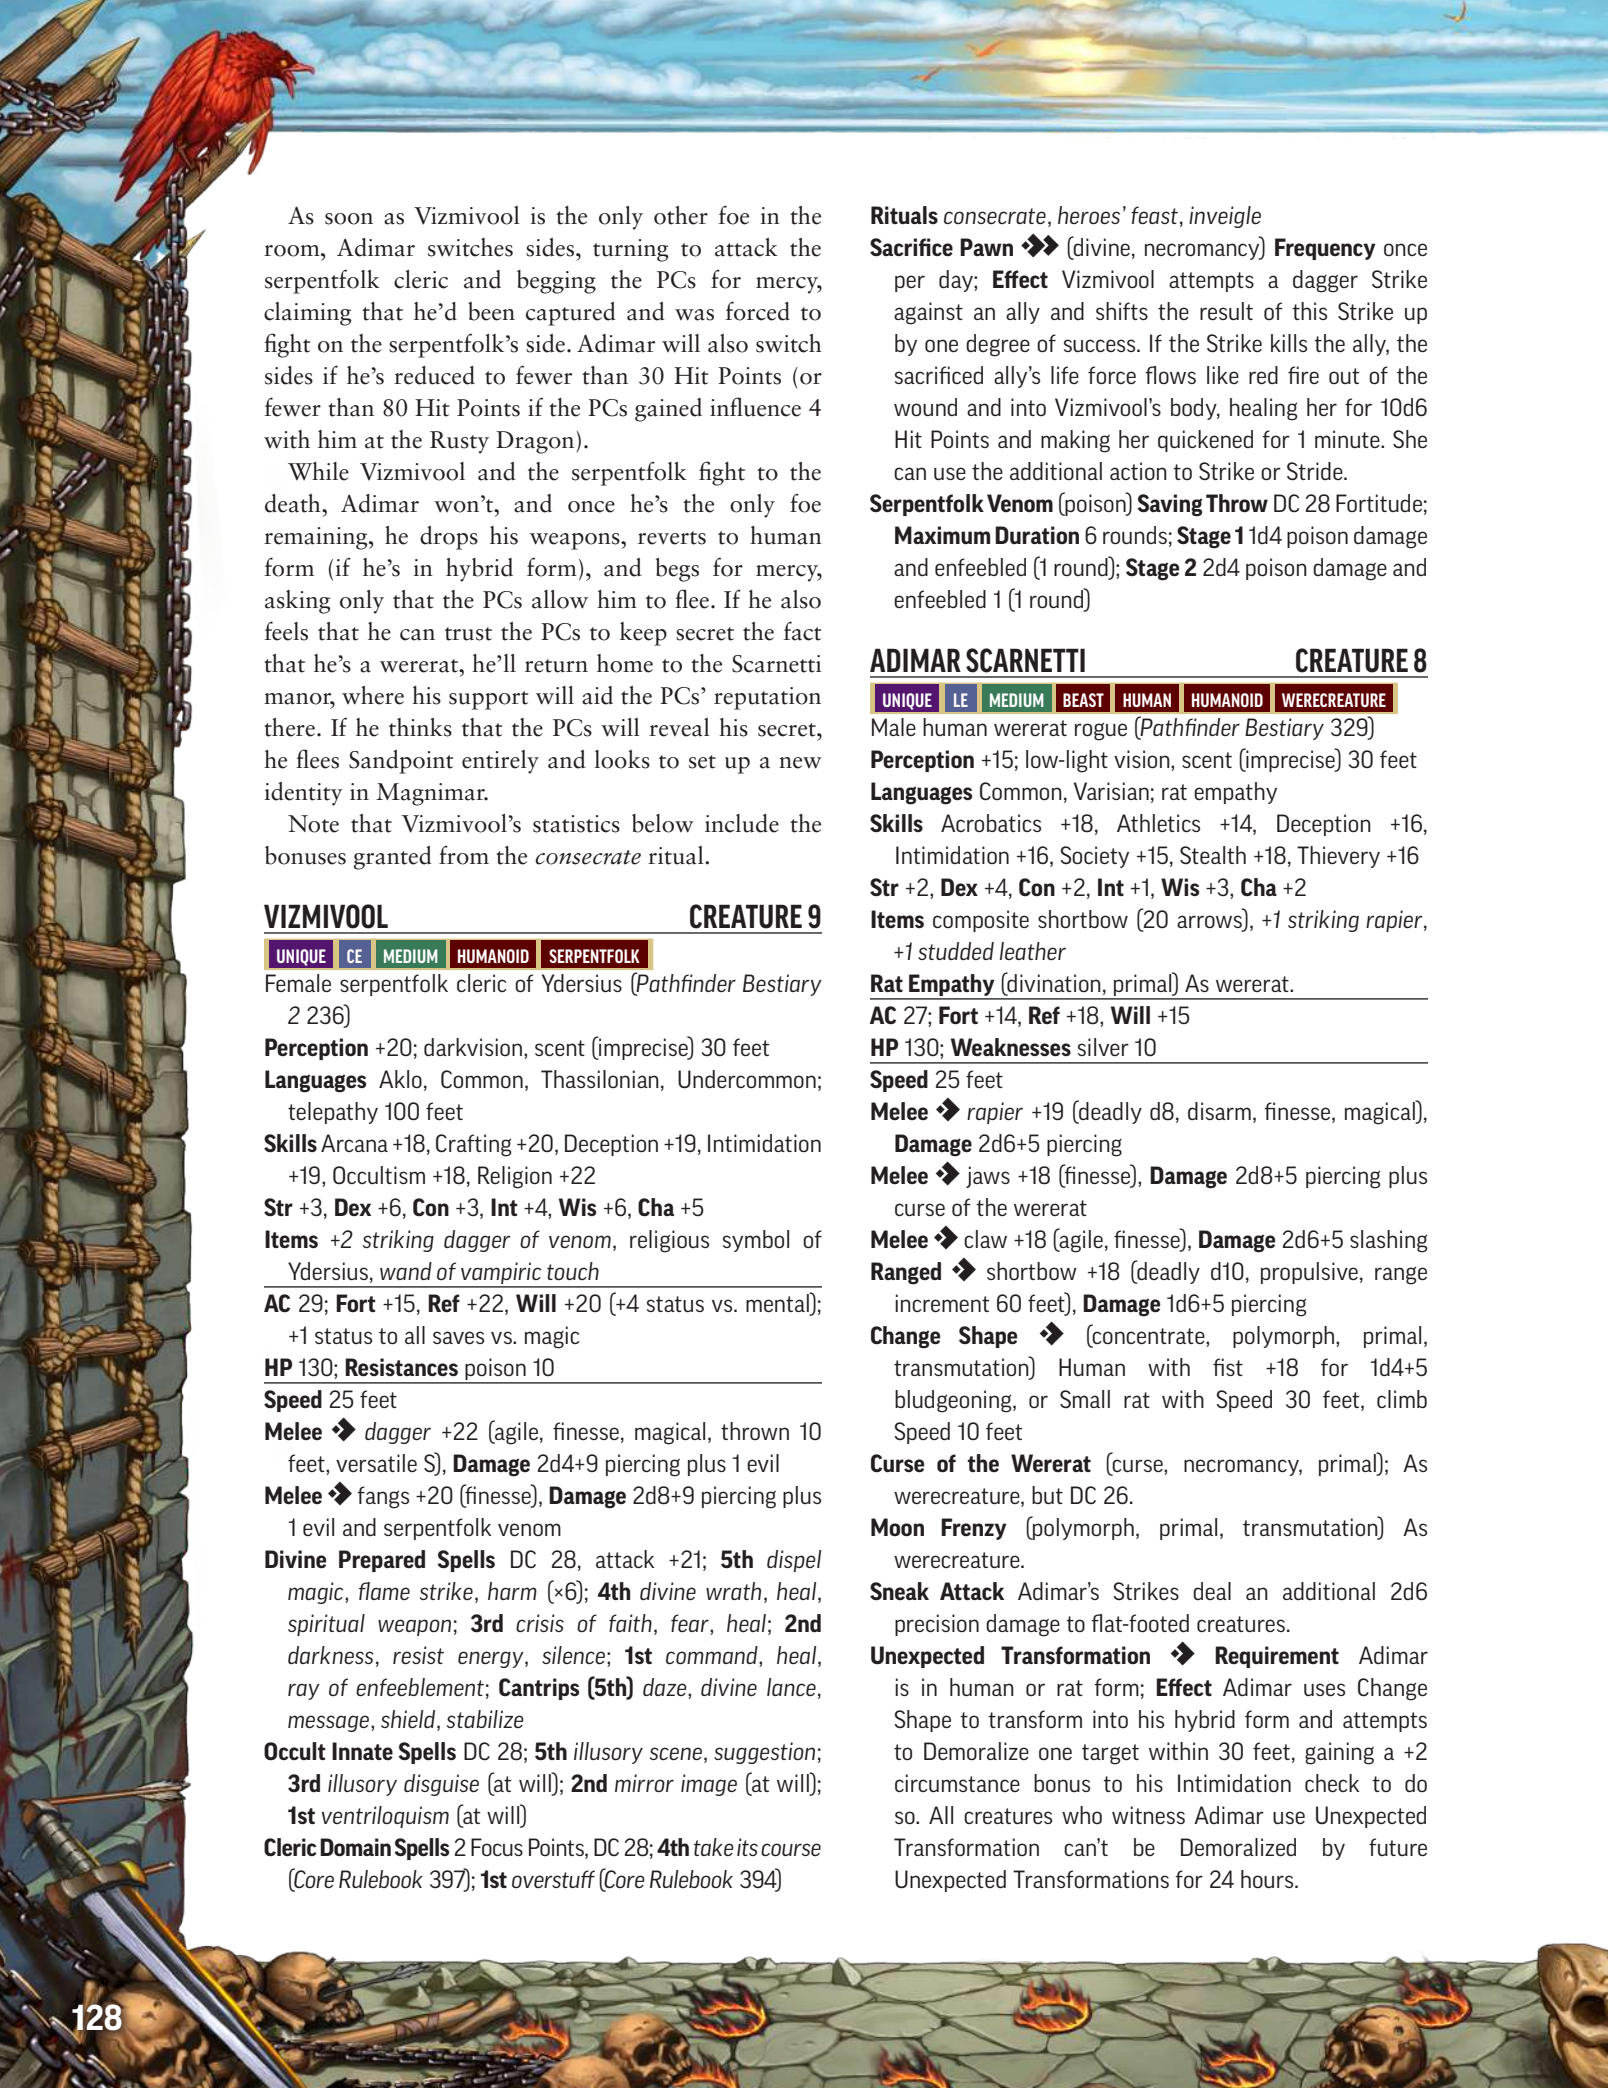 As soon as Vizmivool is the only other foe in the
room, Adimar switches sides, turning to attack the
serpentfolk cleric and begging the PCs for mercy,
claiming that he’d been captured and was forced to
fight on the serpentfolk’s side. Adimar will also switch
sides if he’s reduced to fewer than 30 Hit Points (or
fewer than 80 Hit Points if the PCs gained influence 4
with him at the Rusty Dragon).
While Vizmivool and the serpentfolk fight to the
death, Adimar won’t, and once he’s the only foe
remaining, he drops his weapons, reverts to human
form (if he’s in hybrid form), and begs for mercy,
asking only that the PCs allow him to flee. If he also
feels that he can trust the PCs to keep secret the fact
that he’s a wererat, he’ll return home to the Scarnetti
manor, where his support will aid the PCs’ reputation
there. If he thinks that the PCs will reveal his secret,
he flees Sandpoint entirely and looks to set up a new
identity in Magnimar.
Note that Vizmivool’s statistics below include the
bonuses granted from the consecrate ritual.
VIZMIVOOL CREATURE 9
UNIQUE CE MEDIUM HUMANOID SERPENTFOLK
Female serpentfolk cleric of Ydersius (Pathfinder Bestiary
2 236)
Perception +20; darkvision, scent (imprecise) 30 feet
Languages Aklo, Common, Thassilonian, Undercommon;
telepathy 100 feet
Skills Arcana +18, Crafting +20, Deception +19, Intimidation
+19, Occultism +18, Religion +22
Str +3, Dex +6, Con +3, Int +4, Wis +6, Cha +5
Items +2 striking dagger of venom, religious symbol of
Ydersius, wand of vampiric touch
AC 29; Fort +15, Ref +22, Will +20 (+4 status vs. mental);
+1 status to all saves vs. magic
HP 130; Resistances poison 10
Speed 25 feet
Melee dagger +22 (agile, finesse, magical, thrown 10
feet, versatile S), Damage 2d4+9 piercing plus 1 evil
Melee fangs +20 (finesse), Damage 2d8+9 piercing plus
1 evil and serpentfolk venom
Divine Prepared Spells DC 28, attack +21; 5th dispel
magic, flame strike, harm (×6); 4th divine wrath, heal,
spiritual weapon; 3rd crisis of faith, fear, heal; 2nd
darkness, resist energy, silence; 1st command, heal,
ray of enfeeblement; Cantrips (5th) daze, divine lance,
message, shield, stabilize
Occult Innate Spells DC 28; 5th illusory scene, suggestion;
3rd illusory disguise (at will); 2nd mirror image (at will);
1st ventriloquism (at will)
Cleric Domain Spells 2 Focus Points, DC 28; 4th take its course
(Core Rulebook 397); 1st overstuff (Core Rulebook 394)
Rituals consecrate, heroes’ feast, inveigle
Sacrifice Pawn (divine, necromancy) Frequency once
per day; Effect Vizmivool attempts a dagger Strike
against an ally and shifts the result of this Strike up
by one degree of success. If the Strike kills the ally, the
sacrificed ally’s life force flows like red fire out of the
wound and into Vizmivool’s body, healing her for 10d6
Hit Points and making her quickened for 1 minute. She
can use the additional action to Strike or Stride.
Serpentfolk Venom (poison) Saving Throw DC 28 Fortitude;
Maximum Duration 6 rounds; Stage 1 1d4 poison damage
and enfeebled (1 round); Stage 2 2d4 poison damage and
enfeebled 1 (1 round)
ADIMAR SCARNETTI CREATURE 8
UNIQUE LE MEDIUM BEAST HUMAN HUMANOID WERECREATURE
Male human wererat rogue (Pathfinder Bestiary 329)
Perception +15; low-light vision, scent (imprecise) 30 feet
Languages Common, Varisian; rat empathy
Skills Acrobatics +18, Athletics +14, Deception +16,
Intimidation +16, Society +15, Stealth +18, Thievery +16
Str +2, Dex +4, Con +2, Int +1, Wis +3, Cha +2
Items composite shortbow (20 arrows), +1 striking rapier,
+1 studded leather
Rat Empathy (divination, primal) As wererat.
AC 27; Fort +14, Ref +18, Will +15
HP 130; Weaknesses silver 10
Speed 25 feet
Melee rapier +19 (deadly d8, disarm, finesse, magical),
Damage 2d6+5 piercing
Melee jaws +18 (finesse), Damage 2d8+5 piercing plus
curse of the wererat
Melee claw +18 (agile, finesse), Damage 2d6+5 slashing
Ranged shortbow +18 (deadly d10, propulsive, range
increment 60 feet), Damage 1d6+5 piercing
Change Shape (concentrate, polymorph, primal,
transmutation) Human with fist +18 for 1d4+5
bludgeoning, or Small rat with Speed 30 feet, climb
Speed 10 feet
Curse of the Wererat (curse, necromancy, primal); As
werecreature, but DC 26.
Moon Frenzy (polymorph, primal, transmutation) As
werecreature.
Sneak Attack Adimar’s Strikes deal an additional 2d6
precision damage to flat-footed creatures.
Unexpected Transformation Requirement Adimar
is in human or rat form; Effect Adimar uses Change
Shape to transform into his hybrid form and attempts
to Demoralize one target within 30 feet, gaining a +2
circumstance bonus to his Intimidation check to do
so. All creatures who witness Adimar use Unexpected
Transformation can’t be Demoralized by future
Unexpected Transformations for 24 hours.
128